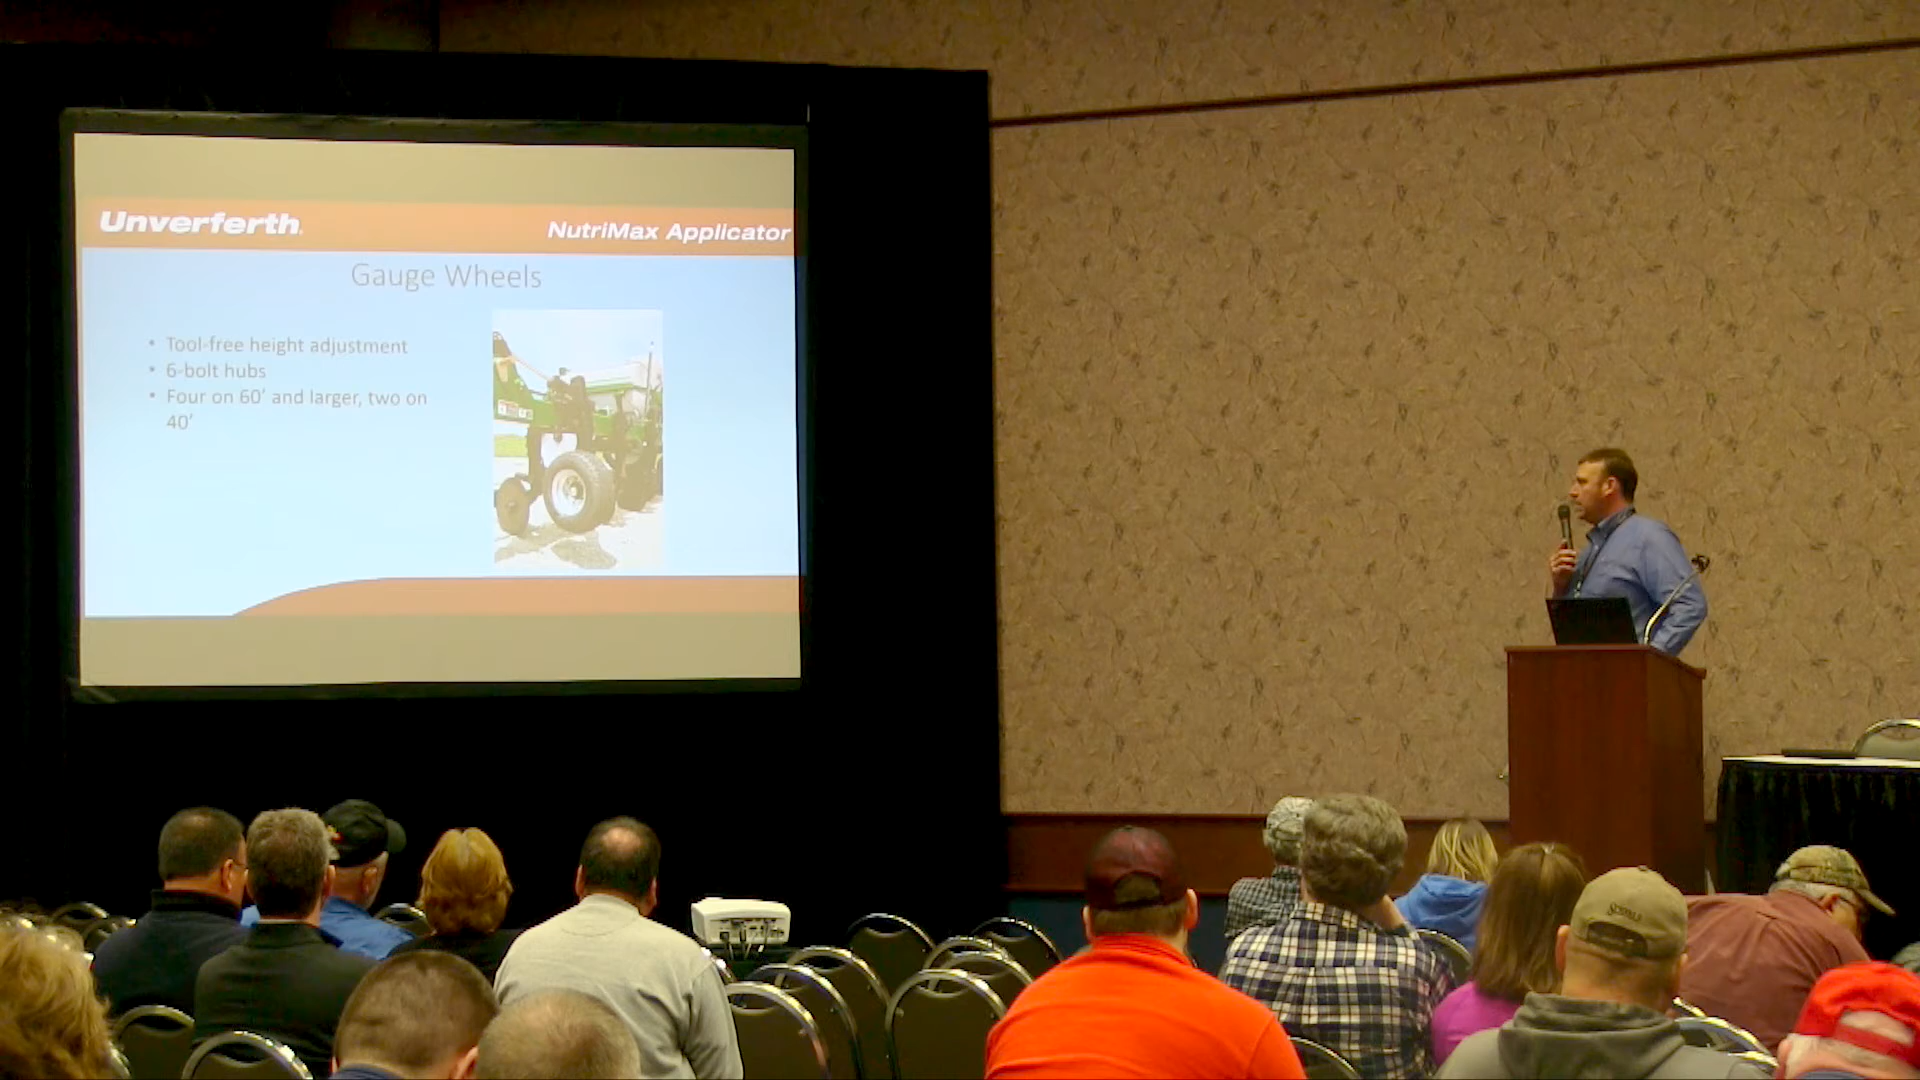 Unverferth
NutriMax Applicator
Gauge Wheels
• Tool-free height adjustment
• 6-bolt hubs
• Four on 60' and larger, two on
40'